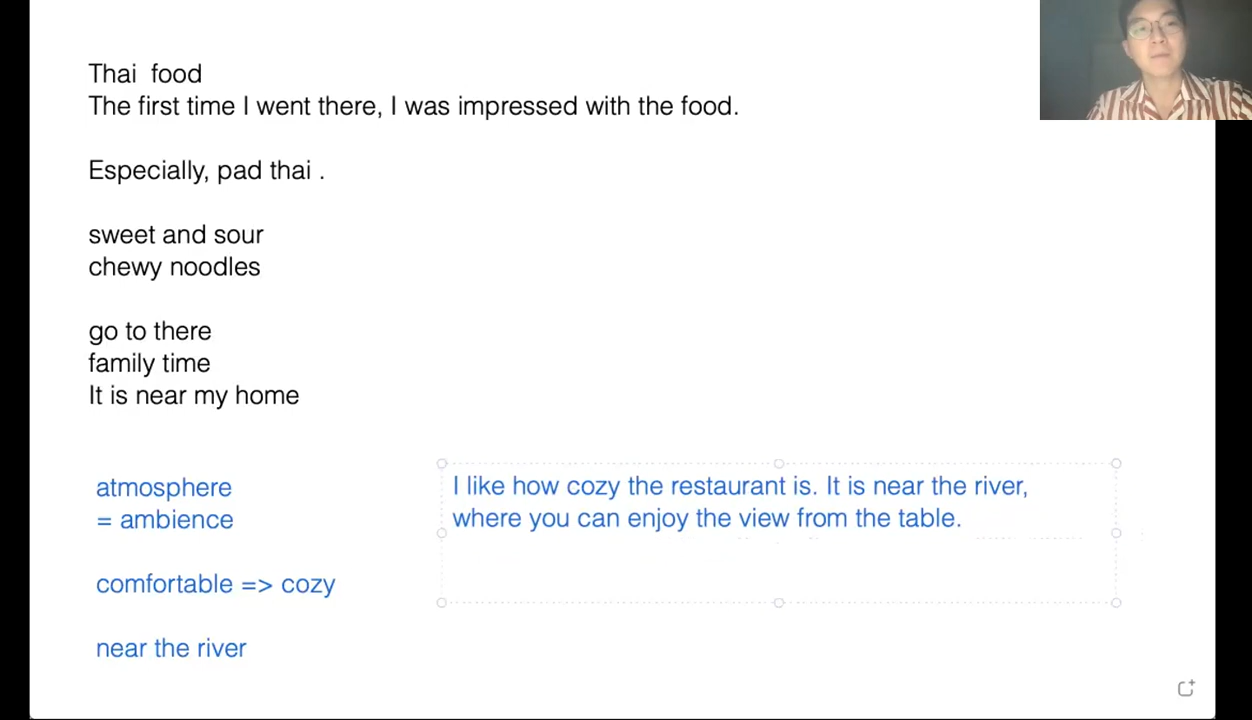 Thai  food
The first time I went there, I was impressed with the food.
Especially, pad thai .
sweet and sour
chewy noodles
go to there
family time
It is near my home
atmosphere
= ambience
comfortable => cozy
near the river
I like how cozy the restaurant is. It is near the river,
where you can enjoy the view from the table.